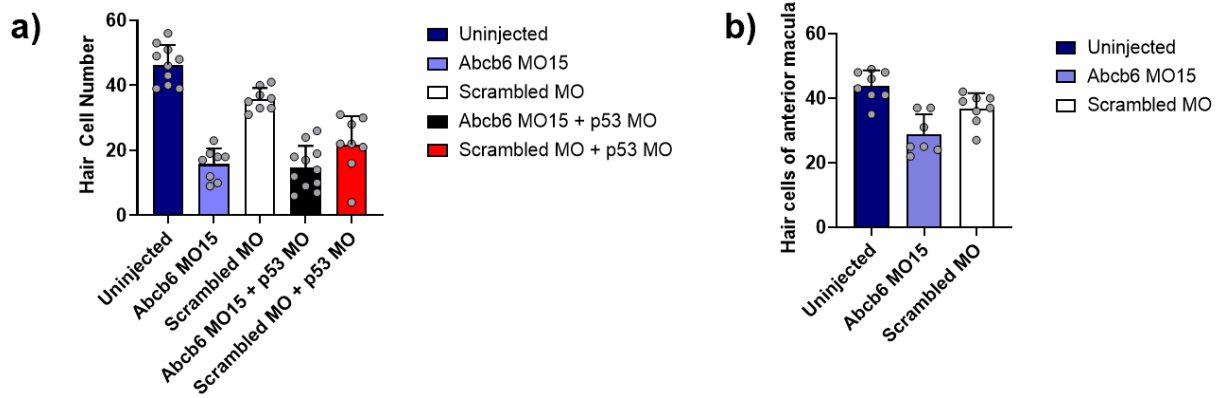 a)
Hair Cell Number
60
40
20
0
Uninjected
Abcb6 MO15
Scrambled MO
Abcb6 MO15 + p53 MO
Scrambled MO + p53 MO
Uninjected
Abcb6 MO15
Scrambled MO
Abcb6 MO15 + p53 MO
Scrambled MO + p53 MO
b)
Hair cells of anterior macula
60
40
20
0
Uninjected
Abcb6 MO15
Scrambled MO
Uninjected
Abcb6 MO15
Scrambled MO